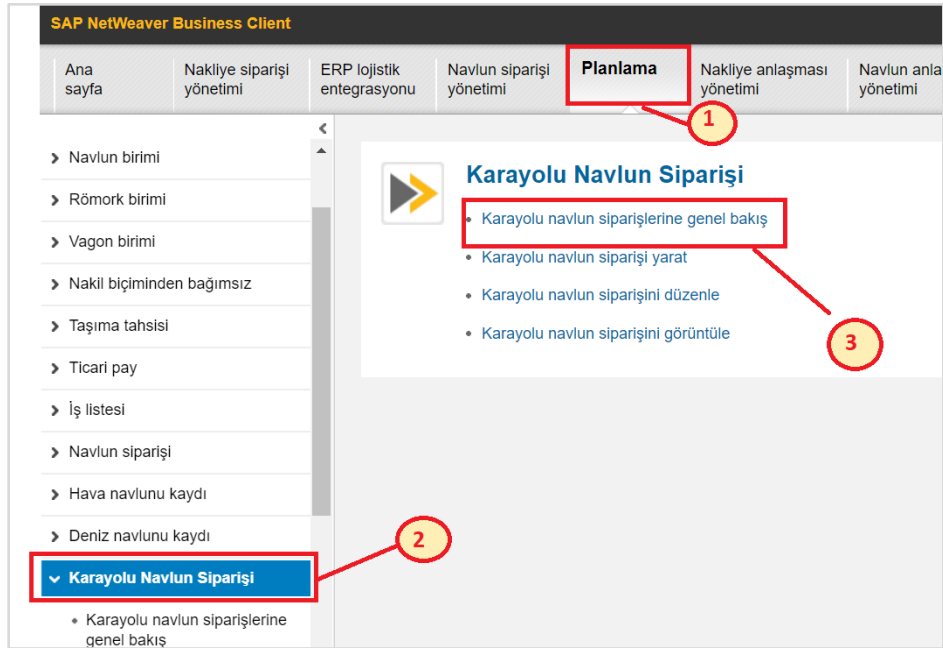 SAP NetWeaver Business Client
Ana
sayfa
Nakliye siparişi
yönetimi
ERP lojistik
entegrasyonu
Navlun siparişi
yönetimi
Planlama
Nakliye anlaşması
yönetimi
Navlun anla
yönetimi
1
Navlun birimi
Römork birimi
Vagon birimi
Nakil biçiminden bağımsız
Taşıma tahsisi
Ticari pay
İş listesi
Navlun siparişi
Hava navlunu kaydı
Deniz navlunu kaydı
2
Karayolu Navlun Siparişi
Karayolu navlun siparişlerine
genel bakış
Karayolu Navlun Siparişi
Karayolu navlun siparişlerine genel bakış
Karayolu navlun siparişi yarat
Karayolu navlun siparişini düzenle
Karayolu navlun siparişini görüntüle
3